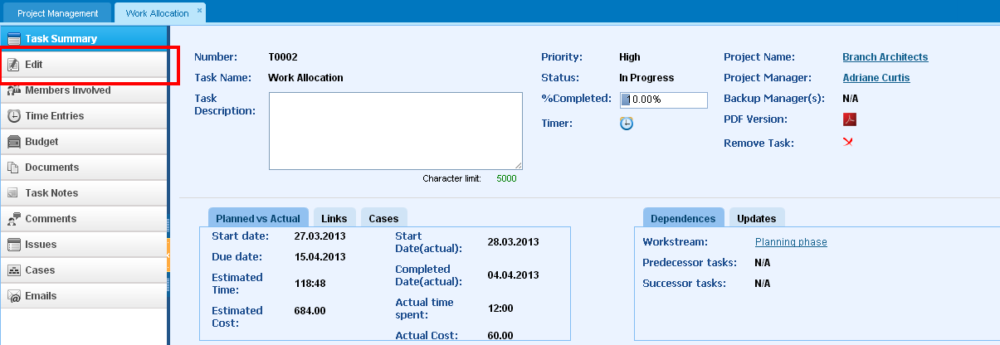 Project Management
Work Allocation
Task Summary
Edit
Members Involved
Time Entries
Budget
Documents
Task Notes
Comments
Issues
Cases
Emails
Number: T0002
Task Name: Work Allocation
Task
Description:
Character limit: 5000
Priority: High
Status: In Progress
%Completed: 10.00%
Timer:
Project Name: Branch Architects
Project Manager: Adriane Curtis
Backup Manager(s): N/A
PDF Version:
Remove Task:
Planned vs Actual Links Cases
Start date: 27.03.2013
Due date: 15.04.2013
Estimated
Time: 118:48
Estimated
Cost: 684.00
Start
Date(actual): 28.03.2013
Completed
Date(actual): 04.04.2013
Actual time
spent: 12:00
Actual Cost: 60.00
Dependences Updates
Workstream: Planning phase
Predecessor tasks: N/A
Successor tasks: N/A